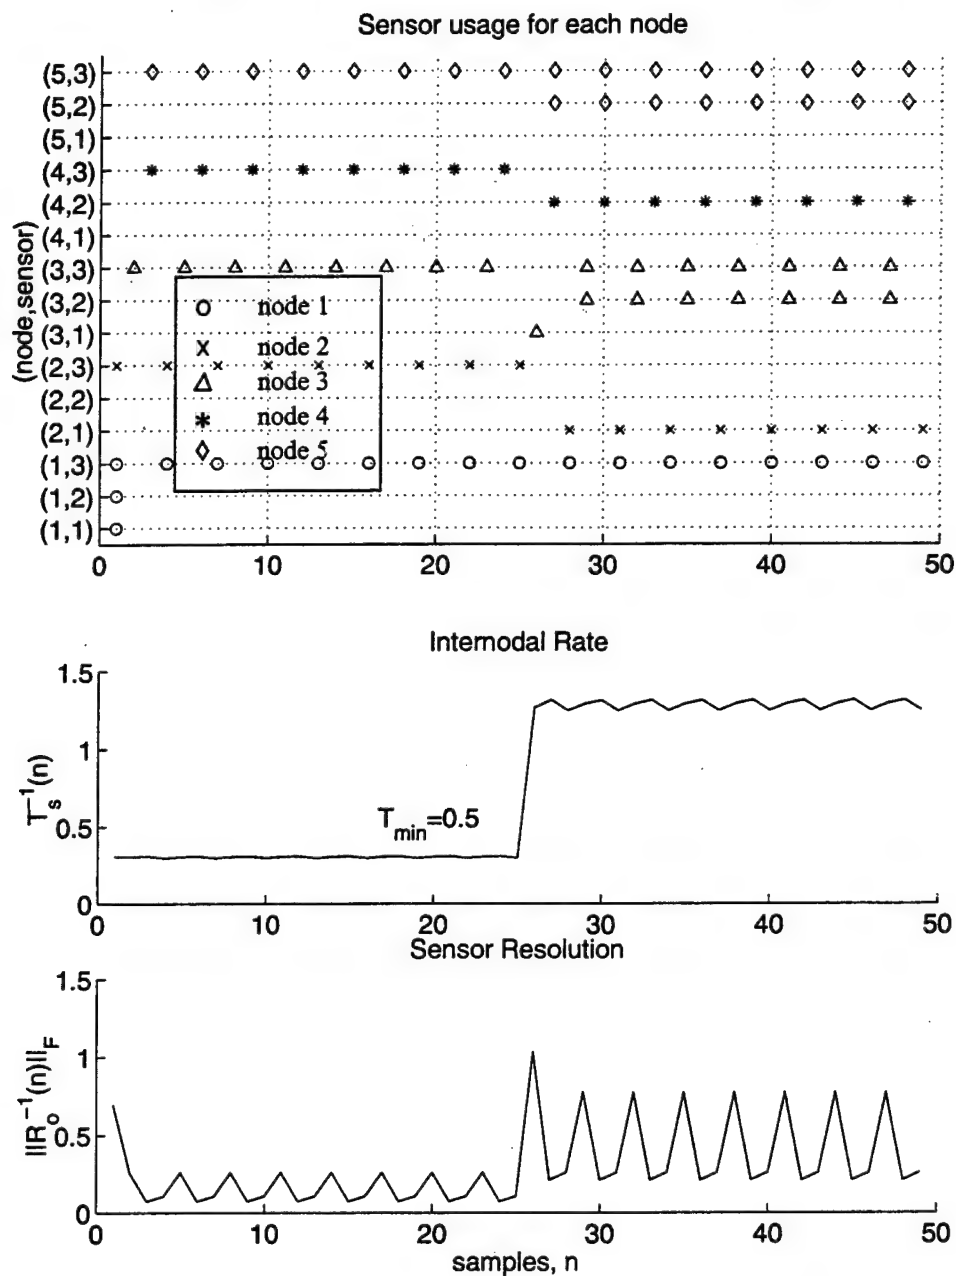 Sensor usage for each node
(node,sensor)
(5,3)
(5,2)
(5,1)
(4,3)
(4,2)
(4,1)
(3,3)
(3,2)
(3,1)
(2,3)
(2,2)
(2,1)
(1,3)
(1,2)
(1,1)
node 1
node 2
node 3
node 4
node 5
0 10 20 30 40 50
Internodal Rate
T_s^-1(n)
1.5
1
0.5
0
T_min=0.5
0 10 20 30 40 50
Sensor Resolution
||R_o^-1(n)||_F
1.5
1
0.5
0
0 10 20 30 40 50
samples, n